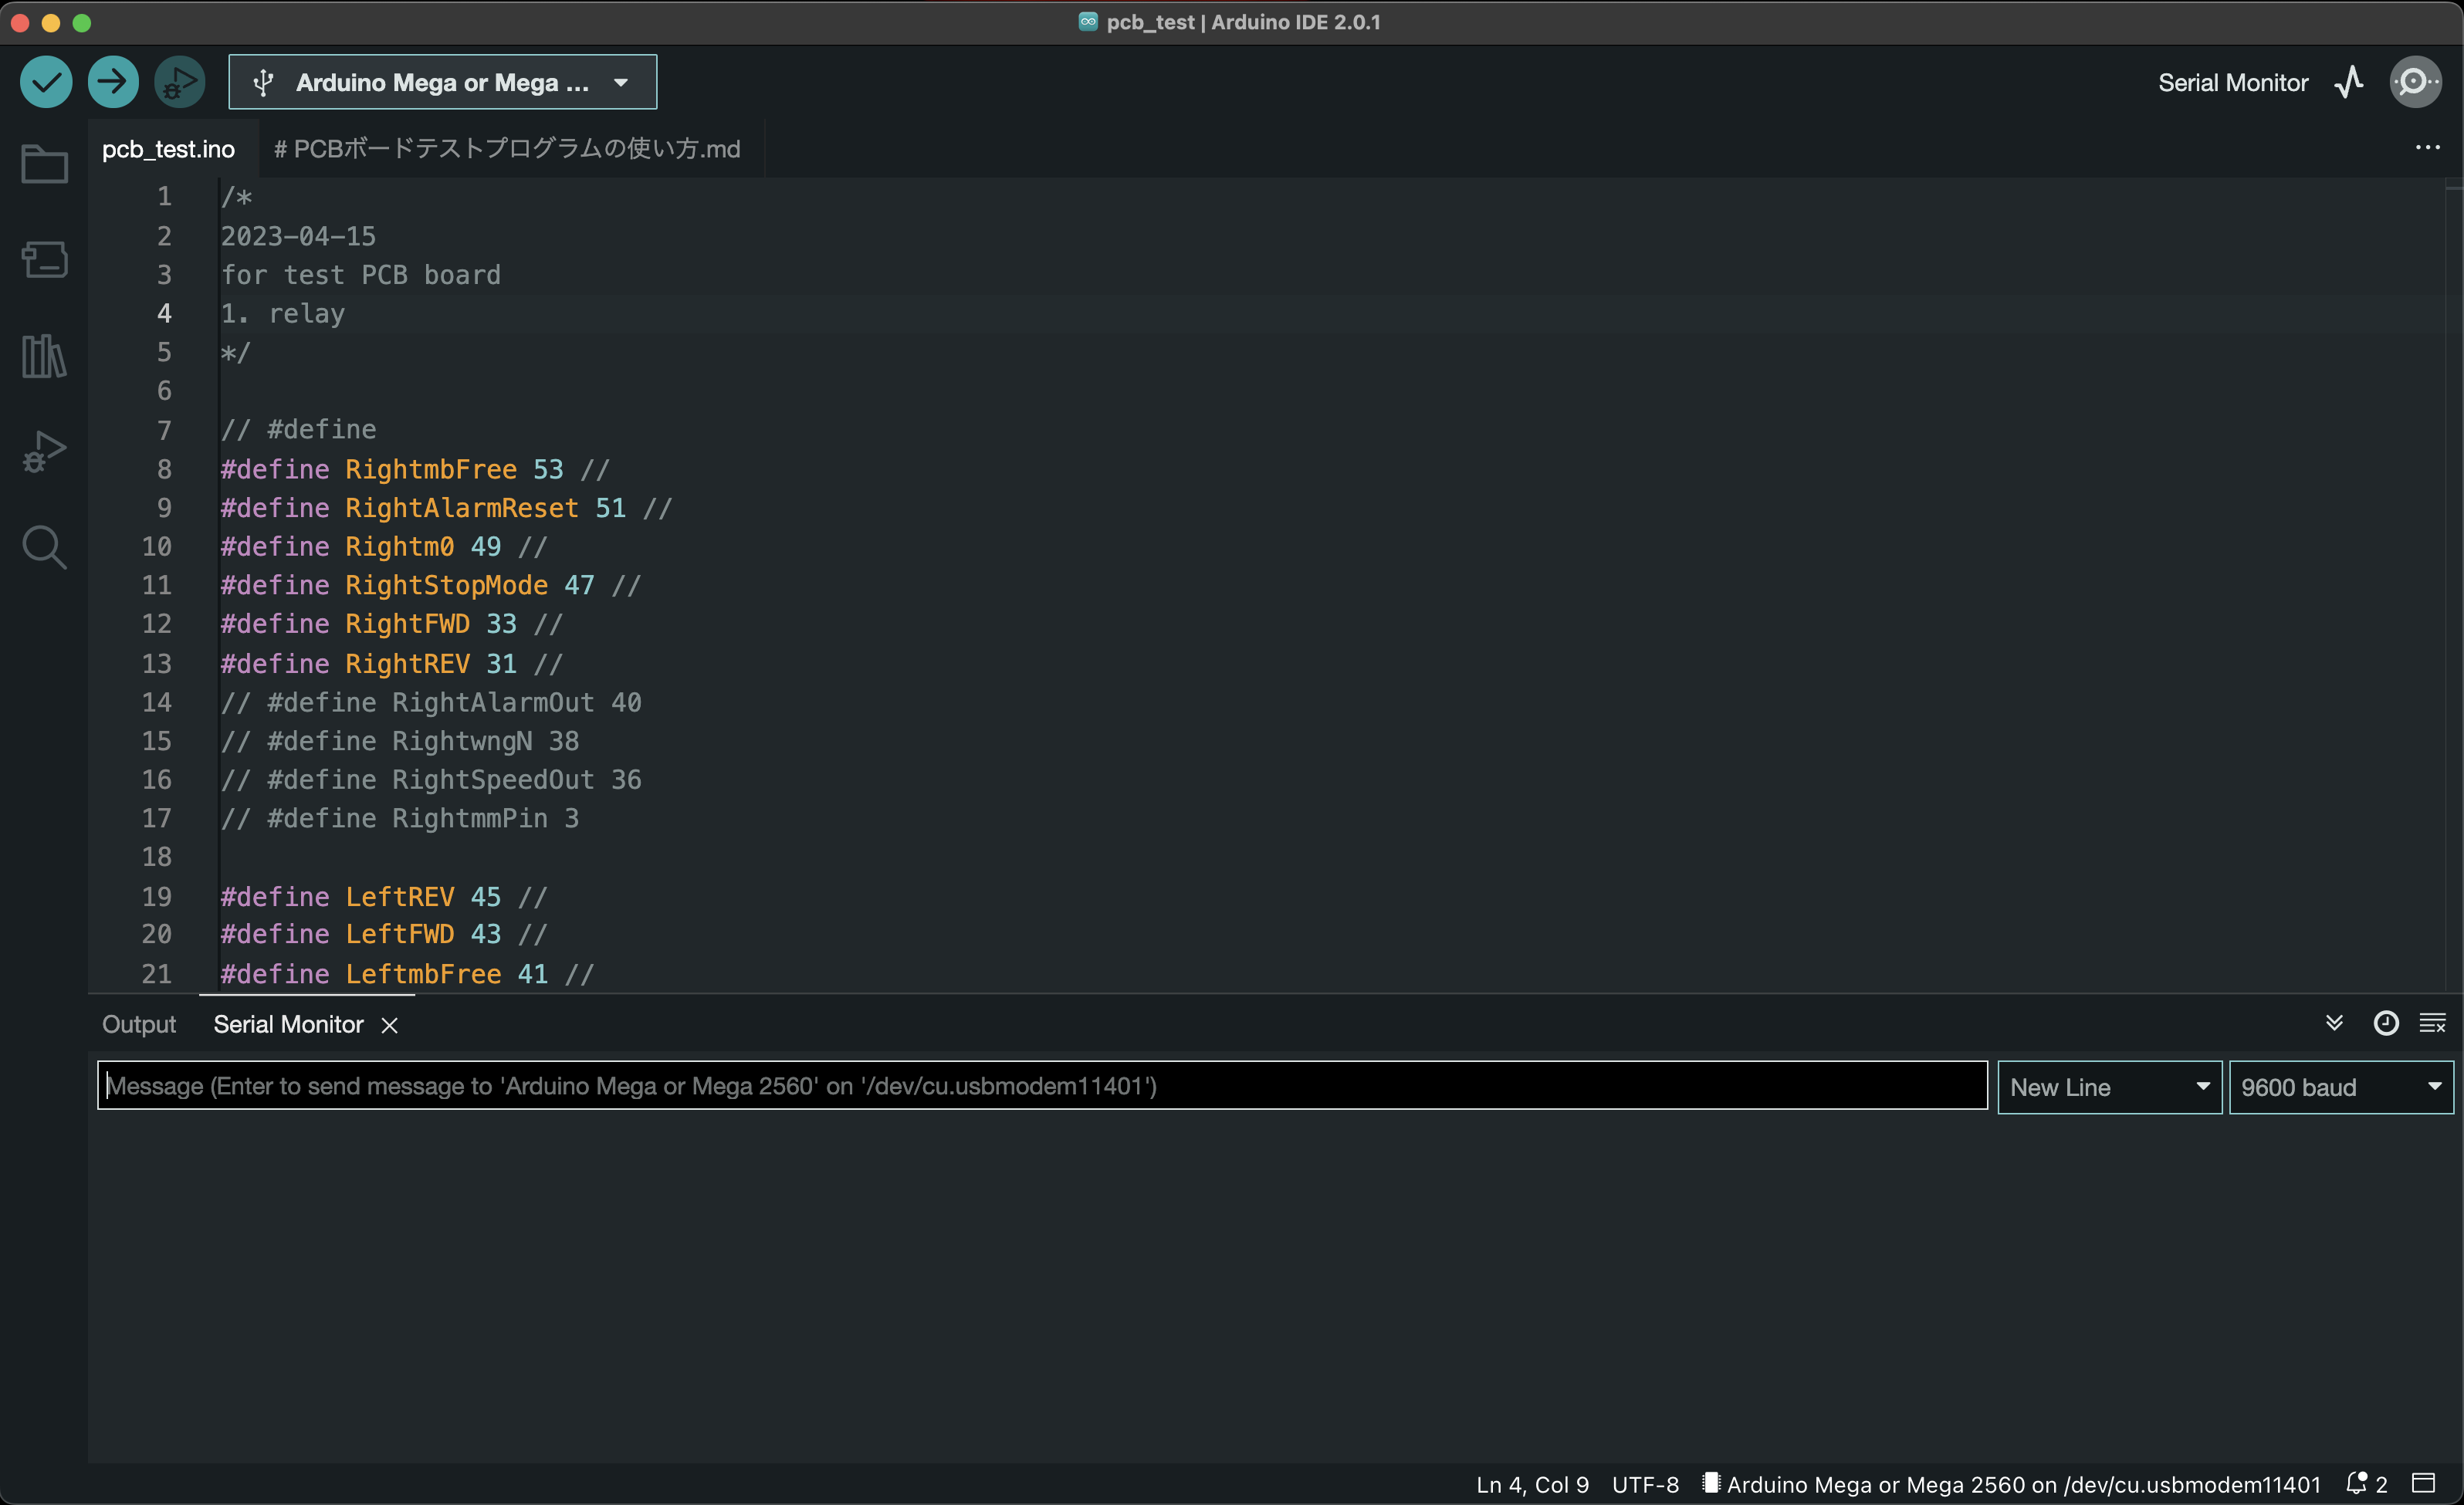 pcb_test | Arduino IDE 2.0.1
Arduino Mega or Mega ...
Serial Monitor
pcb_test.ino
# PCBボードテストプログラムの使い方.md
1 /*
2 2023-04-15
3 for test PCB board
4 1. relay
5 */
6
7 // #define
8 #define RightmbFree 53 //
9 #define RightAlarmReset 51 //
10 #define Rightm0 49 //
11 #define RightStopMode 47 //
12 #define RightFWD 33 //
13 #define RightREV 31 //
14 // #define RightAlarmOut 40
15 // #define RightwngN 38
16 // #define RightSpeedOut 36
17 // #define RightmmPin 3
18
19 #define LeftREV 45 //
20 #define LeftFWD 43 //
21 #define LeftmbFree 41 //
Output
Serial Monitor
Message (Enter to send message to 'Arduino Mega or Mega 2560' on '/dev/cu.usbmodem11401')
New Line
9600 baud
Ln 4, Col 9 UTF-8 Arduino Mega or Mega 2560 on /dev/cu.usbmodem11401 2